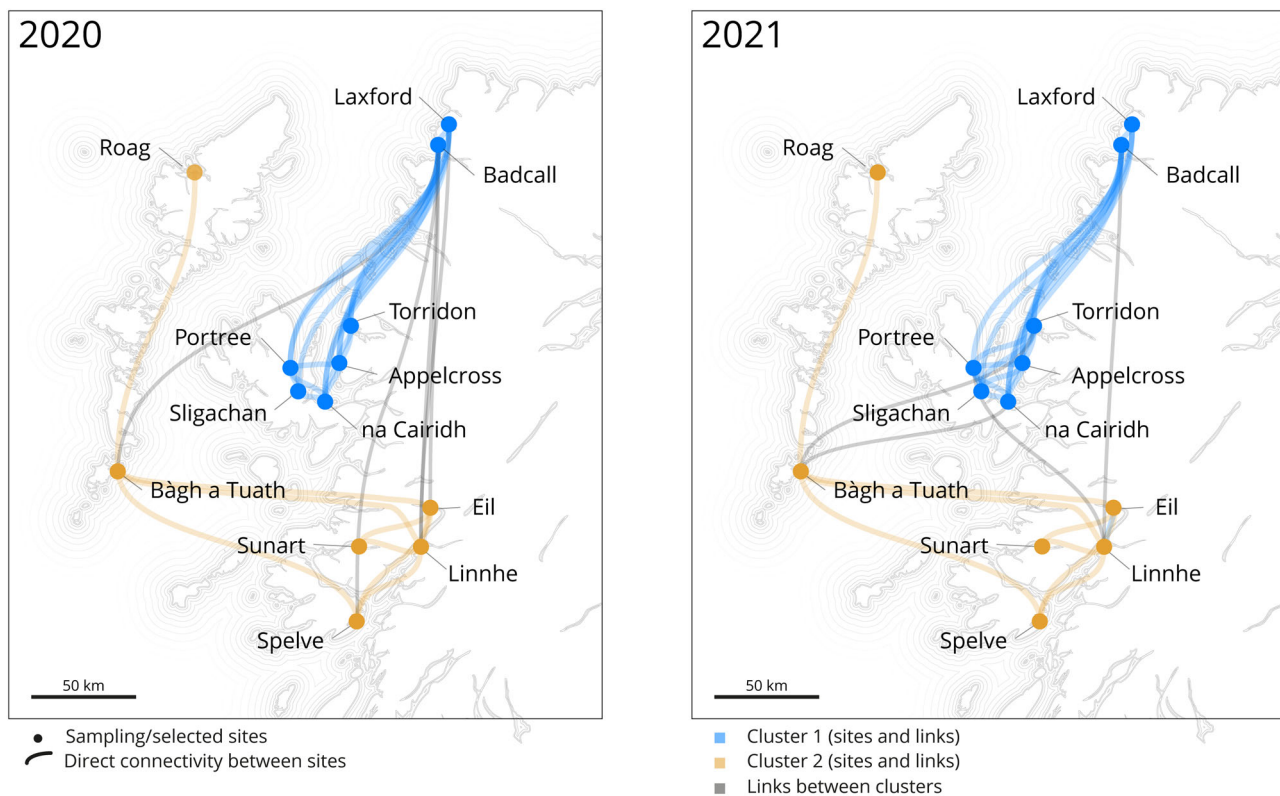 2020
Laxford
Roag
Badcall
Torridon
Portree
Appelcross
Sligachan
na Cairidh
Bàgh a Tuath
Eil
Sunart
Linnhe
Spelve
50 km
Sampling/selected sites
Direct connectivity between sites
2021
Laxford
Roag
Badcall
Torridon
Portree
Appelcross
Sligachan
na Cairidh
Bàgh a Tuath
Eil
Sunart
Linnhe
Spelve
50 km
Cluster 1 (sites and links)
Cluster 2 (sites and links)
Links between clusters